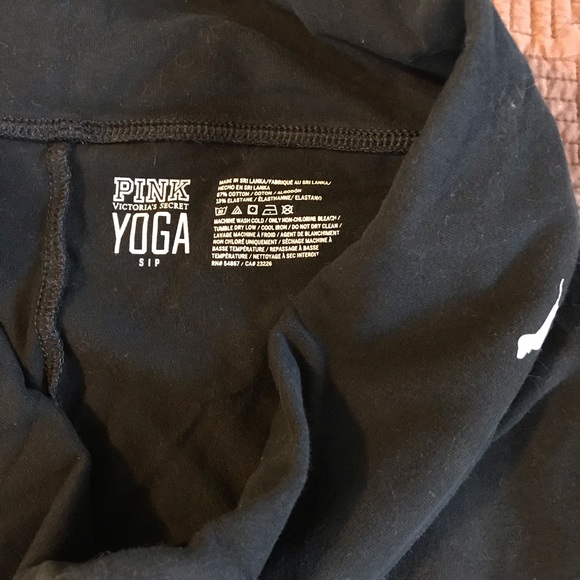 PINK
VICTORIA'S SECRET
YOGA
S I P
MADE IN SRI LANKA/FABRIQUE AU SRI LANKA/
HECHO EN SRI LANKA
87% COTTON / COTON / ALGODÓN
13% ELASTANE / ÉLASTHANNE / ELASTANO
MACHINE WASH COLD / ONLY NON-CHLORINE BLEACH /
TUMBLE DRY LOW / COOL IRON / DO NOT DRY CLEAN /
LAVAGE MACHINE À FROID / AGENT DE BLANCHIMENT
NON CHLORÉ UNIQUEMENT / SÉCHAGE MACHINE À
BASSE TEMPÉRATURE / REPASSAGE À BASSE
TEMPÉRATURE / NETTOYAGE À SEC INTERDIT
RN# 54867 / CA# 23226